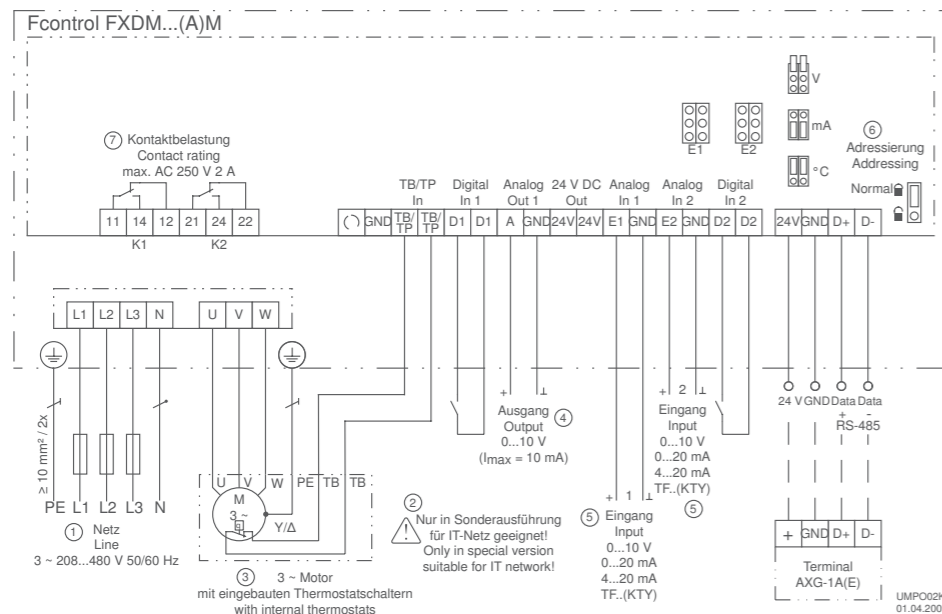 Fcontrol FXDM...(A)M
V
mA
°C
E1 E2
⑥
Adressierung
Addressing
Normal
⑦ Kontaktbelastung
Contact rating
max. AC 250 V 2 A
TB/TP In
Digital In 1
Analog Out 1
24 V DC Out
Analog In 1
Analog In 2
Digital In 2
11 14 12 21 24 22
K1 K2
GND TB/TP TB/TP D1 D1 A GND 24V 24V E1 GND E2 GND D2 D2
24V GND D+ D-
L1 L2 L3 N U V W
≥ 10 mm² / 2x
PE L1 L2 L3 N
① Netz
Line
3 ~ 208...480 V 50/60 Hz
U V W PE TB TB
M
3 ~
Y/Δ
③ 3 ~ Motor
mit eingebauten Thermostatschaltern
with internal thermostats
②
Nur in Sonderausführung
für IT-Netz geeignet!
Only in special version
suitable for IT network!
+ ⊥
Ausgang ④
Output
0...10 V
(Imax = 10 mA)
+ 1 ⊥
⑤ Eingang
Input
0...10 V
0...20 mA
4...20 mA
TF..(KTY)
+ 2 ⊥
Eingang
Input
0...10 V
0...20 mA
4...20 mA
TF..(KTY)
⑤
24 V GND Data + Data -
RS-485
+ GND D+ D-
Terminal
AXG-1A(E)
01.04.200